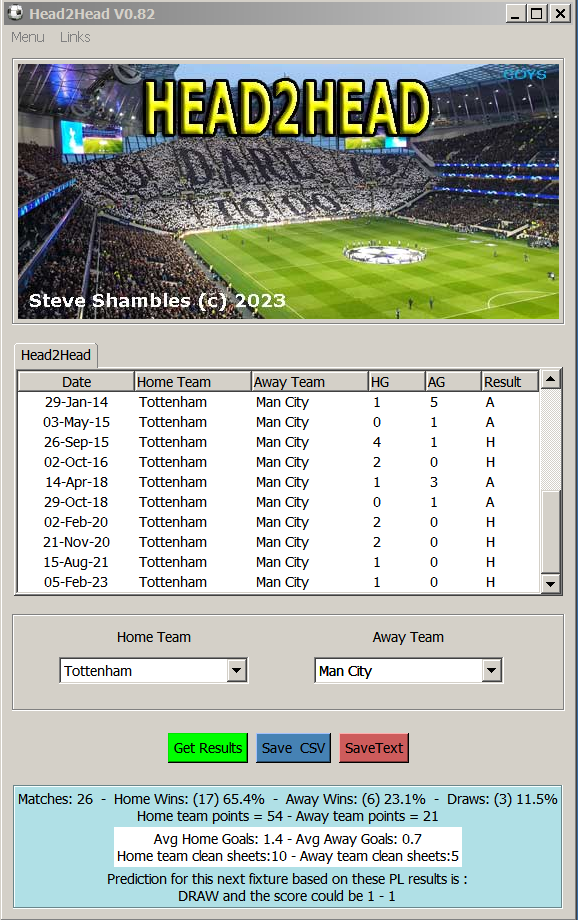 Head2Head V0.82
Menu Links
COYS
HEAD2HEAD
TO DARE IS
TO DO
Steve Shambles (c) 2023
Head2Head
Date Home Team Away Team HG AG Result
29-Jan-14 Tottenham Man City 1 5 A
03-May-15 Tottenham Man City 0 1 A
26-Sep-15 Tottenham Man City 4 1 H
02-Oct-16 Tottenham Man City 2 0 H
14-Apr-18 Tottenham Man City 1 3 A
29-Oct-18 Tottenham Man City 0 1 A
02-Feb-20 Tottenham Man City 2 0 H
21-Nov-20 Tottenham Man City 2 0 H
15-Aug-21 Tottenham Man City 1 0 H
05-Feb-23 Tottenham Man City 1 0 H
Home Team Away Team
Tottenham Man City
Get Results Save CSV SaveText
Matches: 26 - Home Wins: (17) 65.4% - Away Wins: (6) 23.1% - Draws: (3) 11.5%
Home team points = 54 - Away team points = 21
Avg Home Goals: 1.4 - Avg Away Goals: 0.7
Home team clean sheets:10 - Away team clean sheets:5
Prediction for this next fixture based on these PL results is :
DRAW and the score could be 1 - 1